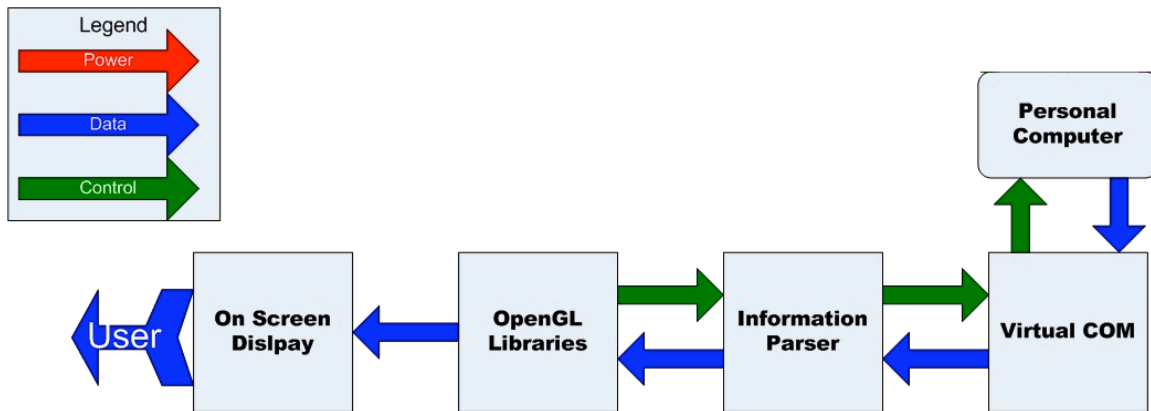 Legend
Power
Data
Control
Personal
Computer
User
On Screen
Dislpay
OpenGL
Libraries
Information
Parser
Virtual COM